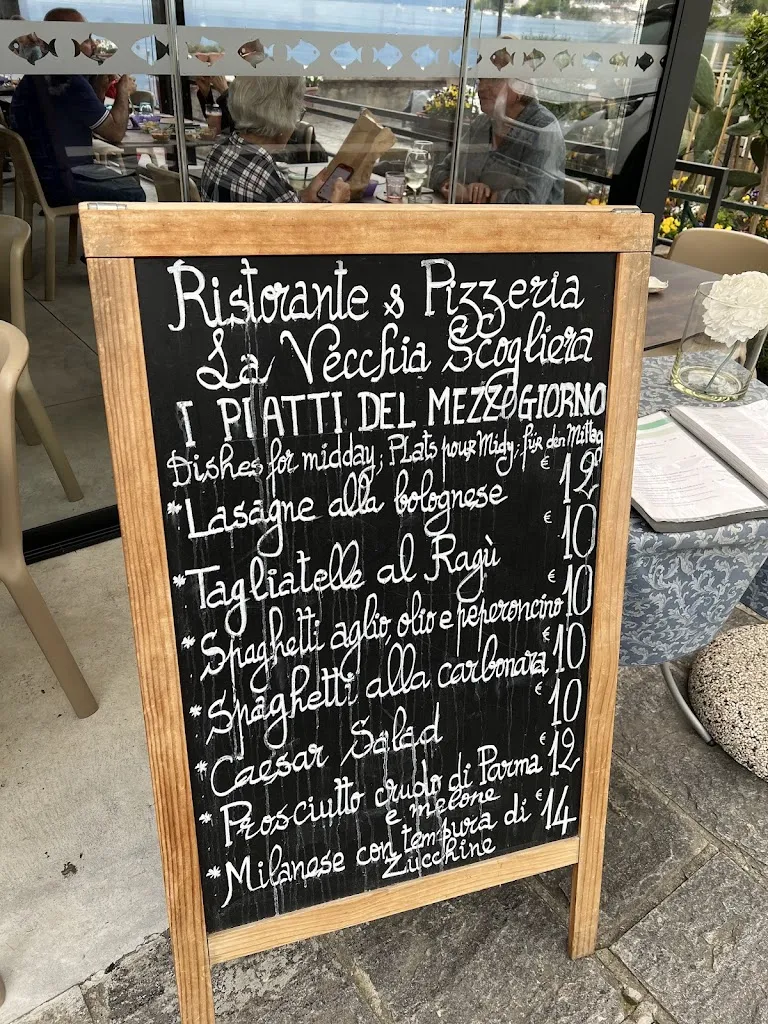 Ristorante & Pizzeria
La Vecchia Scogliera
I PIATTI DEL MEZZOGIORNO
Dishes for midday; Plats pour Midy; für den Mittag
*Lasagne alla bolognese € 12
*Tagliatelle al Ragù € 10
*Spaghetti aglio, olio e peperoncino € 10
*Spaghetti alla carbonara € 10
*Caesar Salad € 10
*Prosciutto crudo di Parma € 12
e melone
*Milanese con tempura di € 14
Zucchine